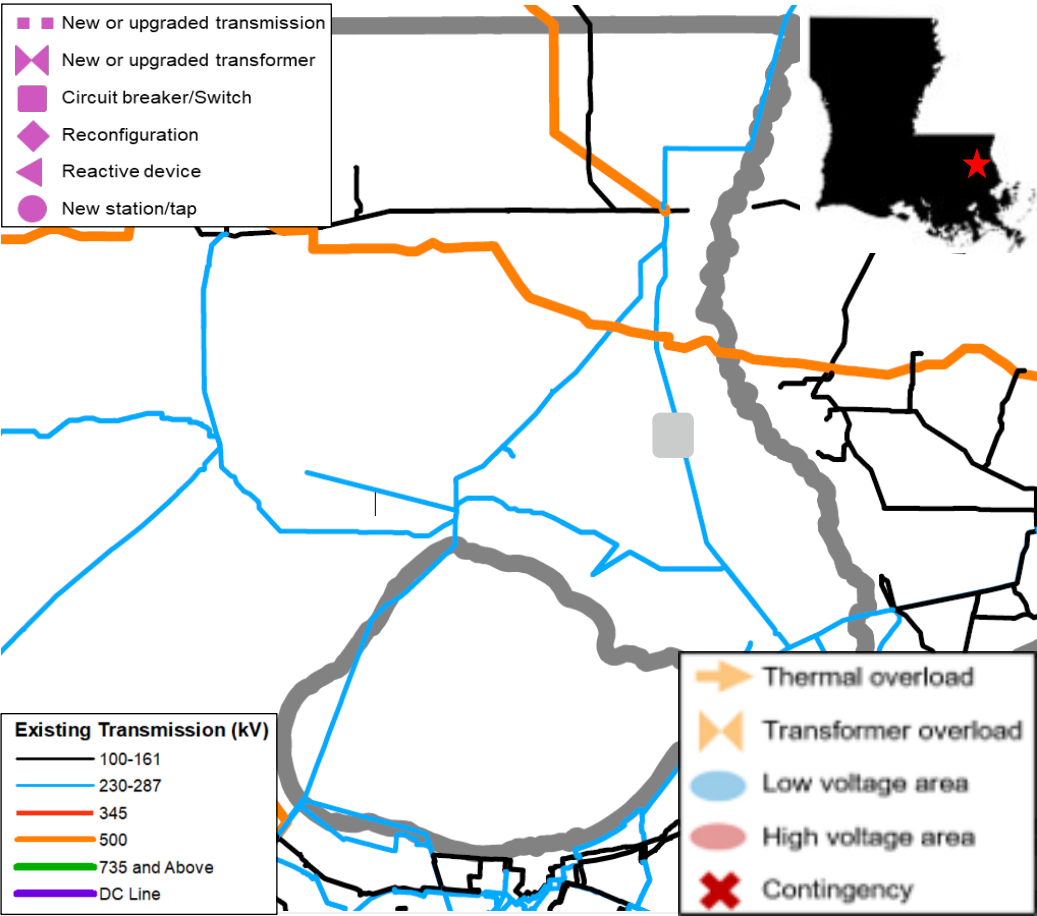 New or upgraded transmission
New or upgraded transformer
Circuit breaker/Switch
Reconfiguration
Reactive device
New station/tap
Existing Transmission (kV)
100-161
230-287
345
500
735 and Above
DC Line
Thermal overload
Transformer overload
Low voltage area
High voltage area
Contingency